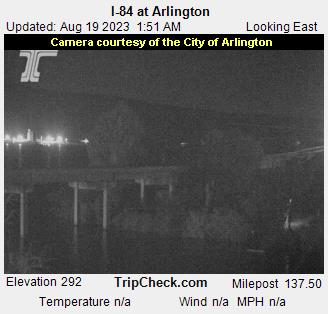 I-84 at Arlington
Updated: Aug 19 2023 1:51 AM Looking East
Camera courtesy of the City of Arlington
Elevation 292 TripCheck.com Milepost 137.50
Temperature n/a Wind n/a MPH n/a